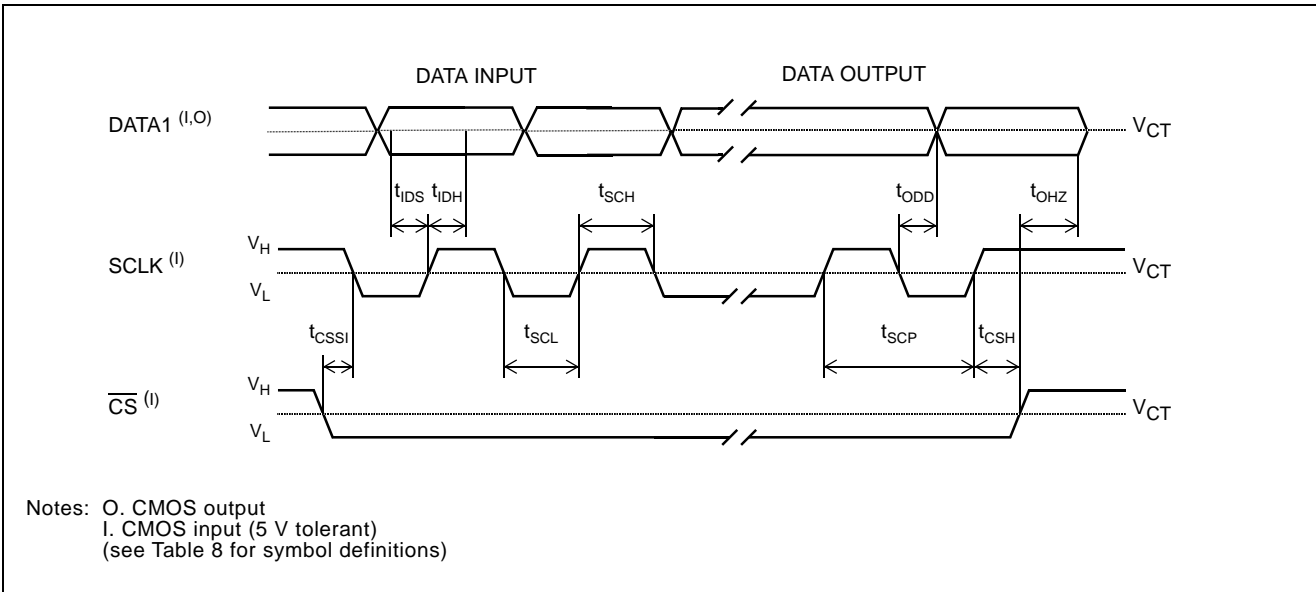 DATA INPUT DATA OUTPUT
DATA1 (I,O) VCT
tIDS tIDH tSCH tODD tOHZ
VH
SCLK (I) VCT
VL
tCSSI tSCL tSCP tCSH
VH
CS (I) VCT
VL
Notes: O. CMOS output
I. CMOS input (5 V tolerant)
(see Table 8 for symbol definitions)